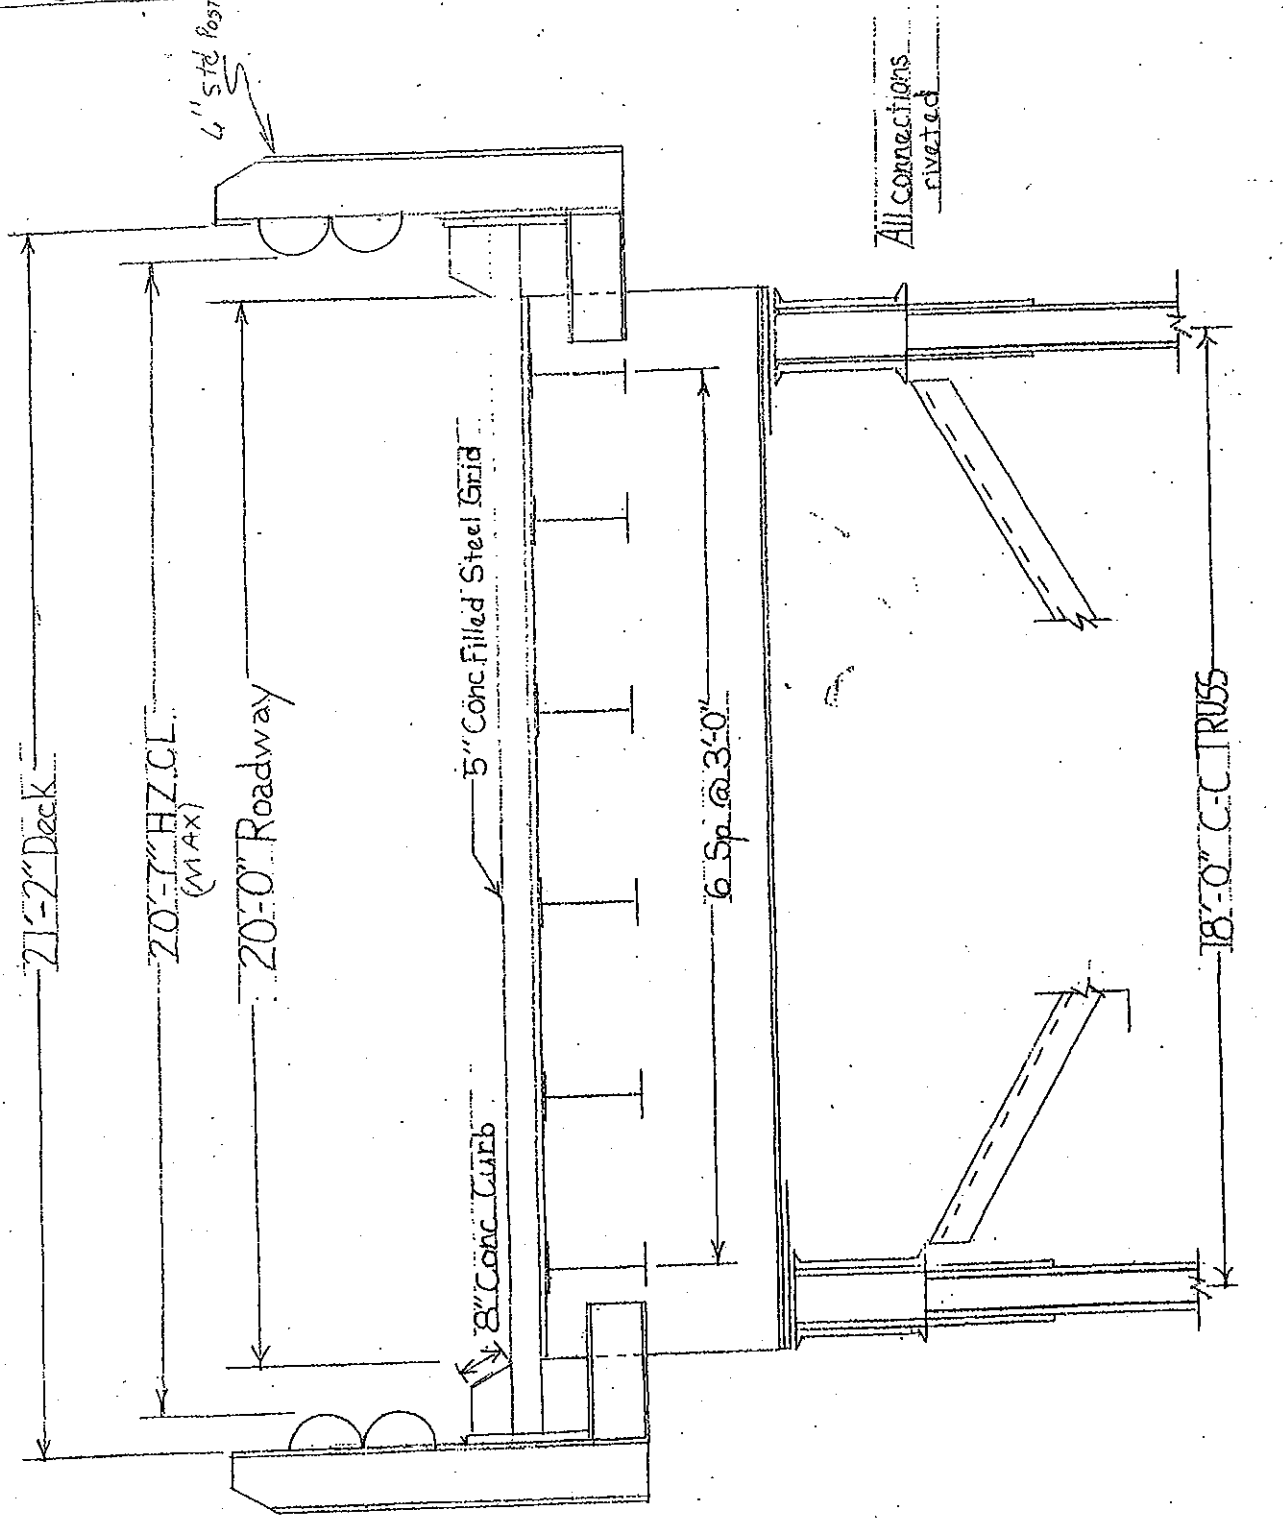 4" std Post
21'-2" Deck
20'-7" HZ.CL.
(MAX)
20'-0" Roadway
8" Conc Curb
5" Conc. Filled Steel Grid
6 Sp. @ 3'-0"
All connections
riveted
18'-0" C-C TRUSS